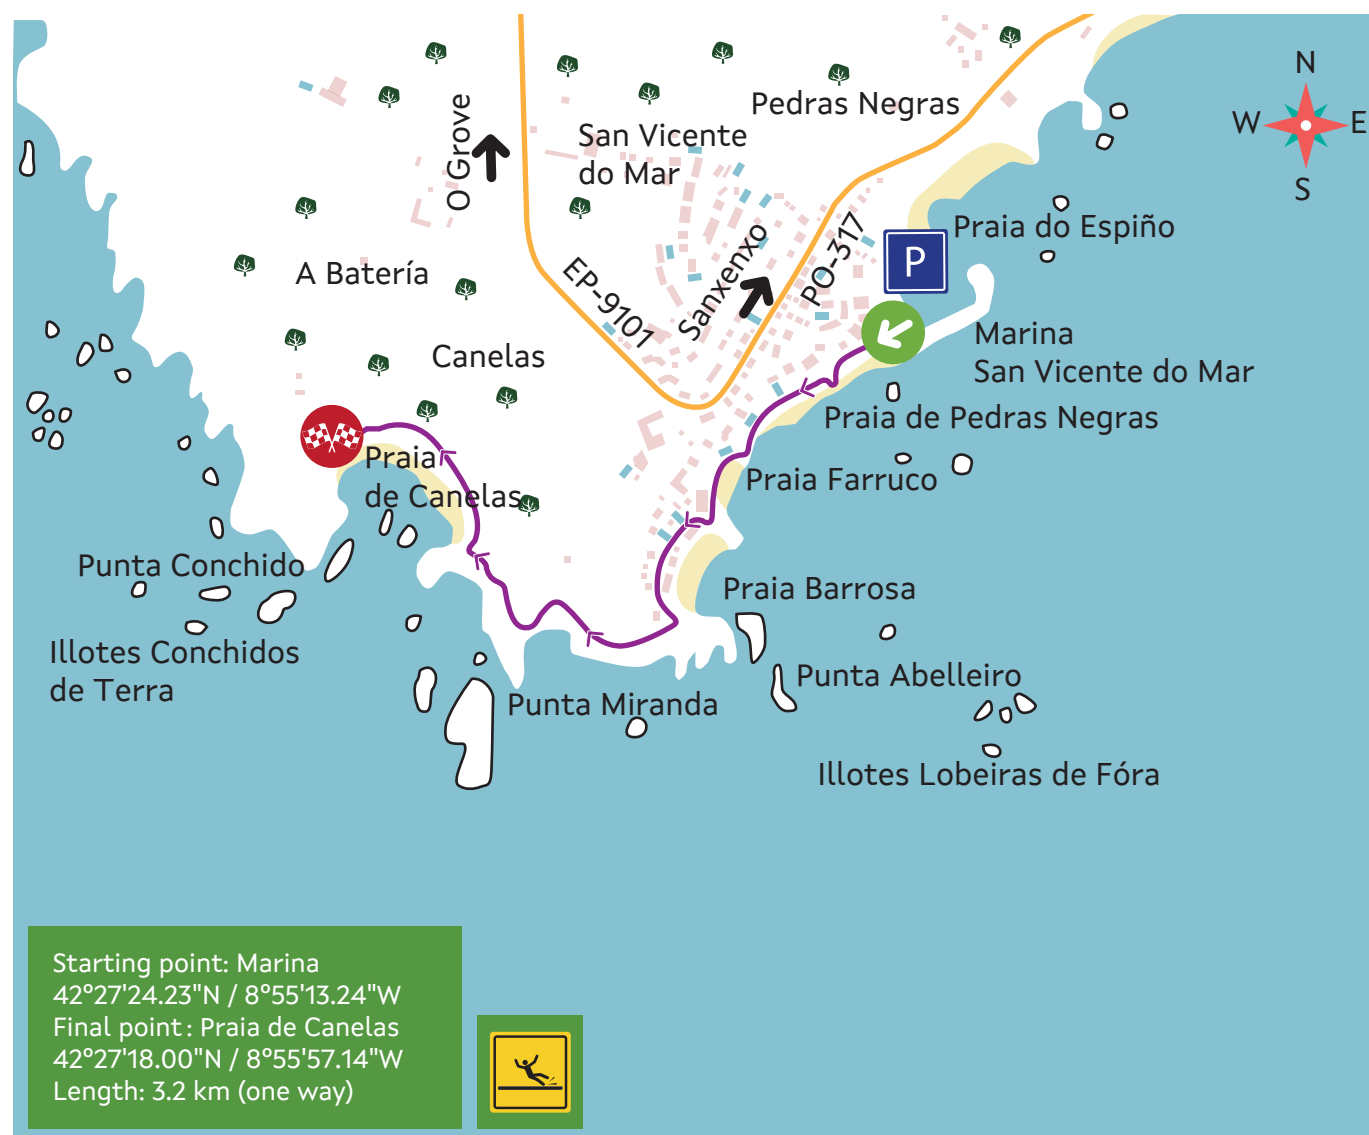 N
W
E
S
Pedras Negras
San Vicente
do Mar
O Grove
Praia do Espiño
P
A Batería
EP-9101
Sanxenxo
PO-317
Marina
San Vicente do Mar
Canelas
Praia de Pedras Negras
Praia
de Canelas
Praia Farruco
Punta Conchido
Praia Barrosa
Illotes Conchidos
de Terra
Punta Abelleiro
Punta Miranda
Illotes Lobeiras de Fóra
Starting point: Marina
42°27'24.23"N / 8°55'13.24"W
Final point: Praia de Canelas
42°27'18.00"N / 8°55'57.14"W
Length: 3.2 km (one way)